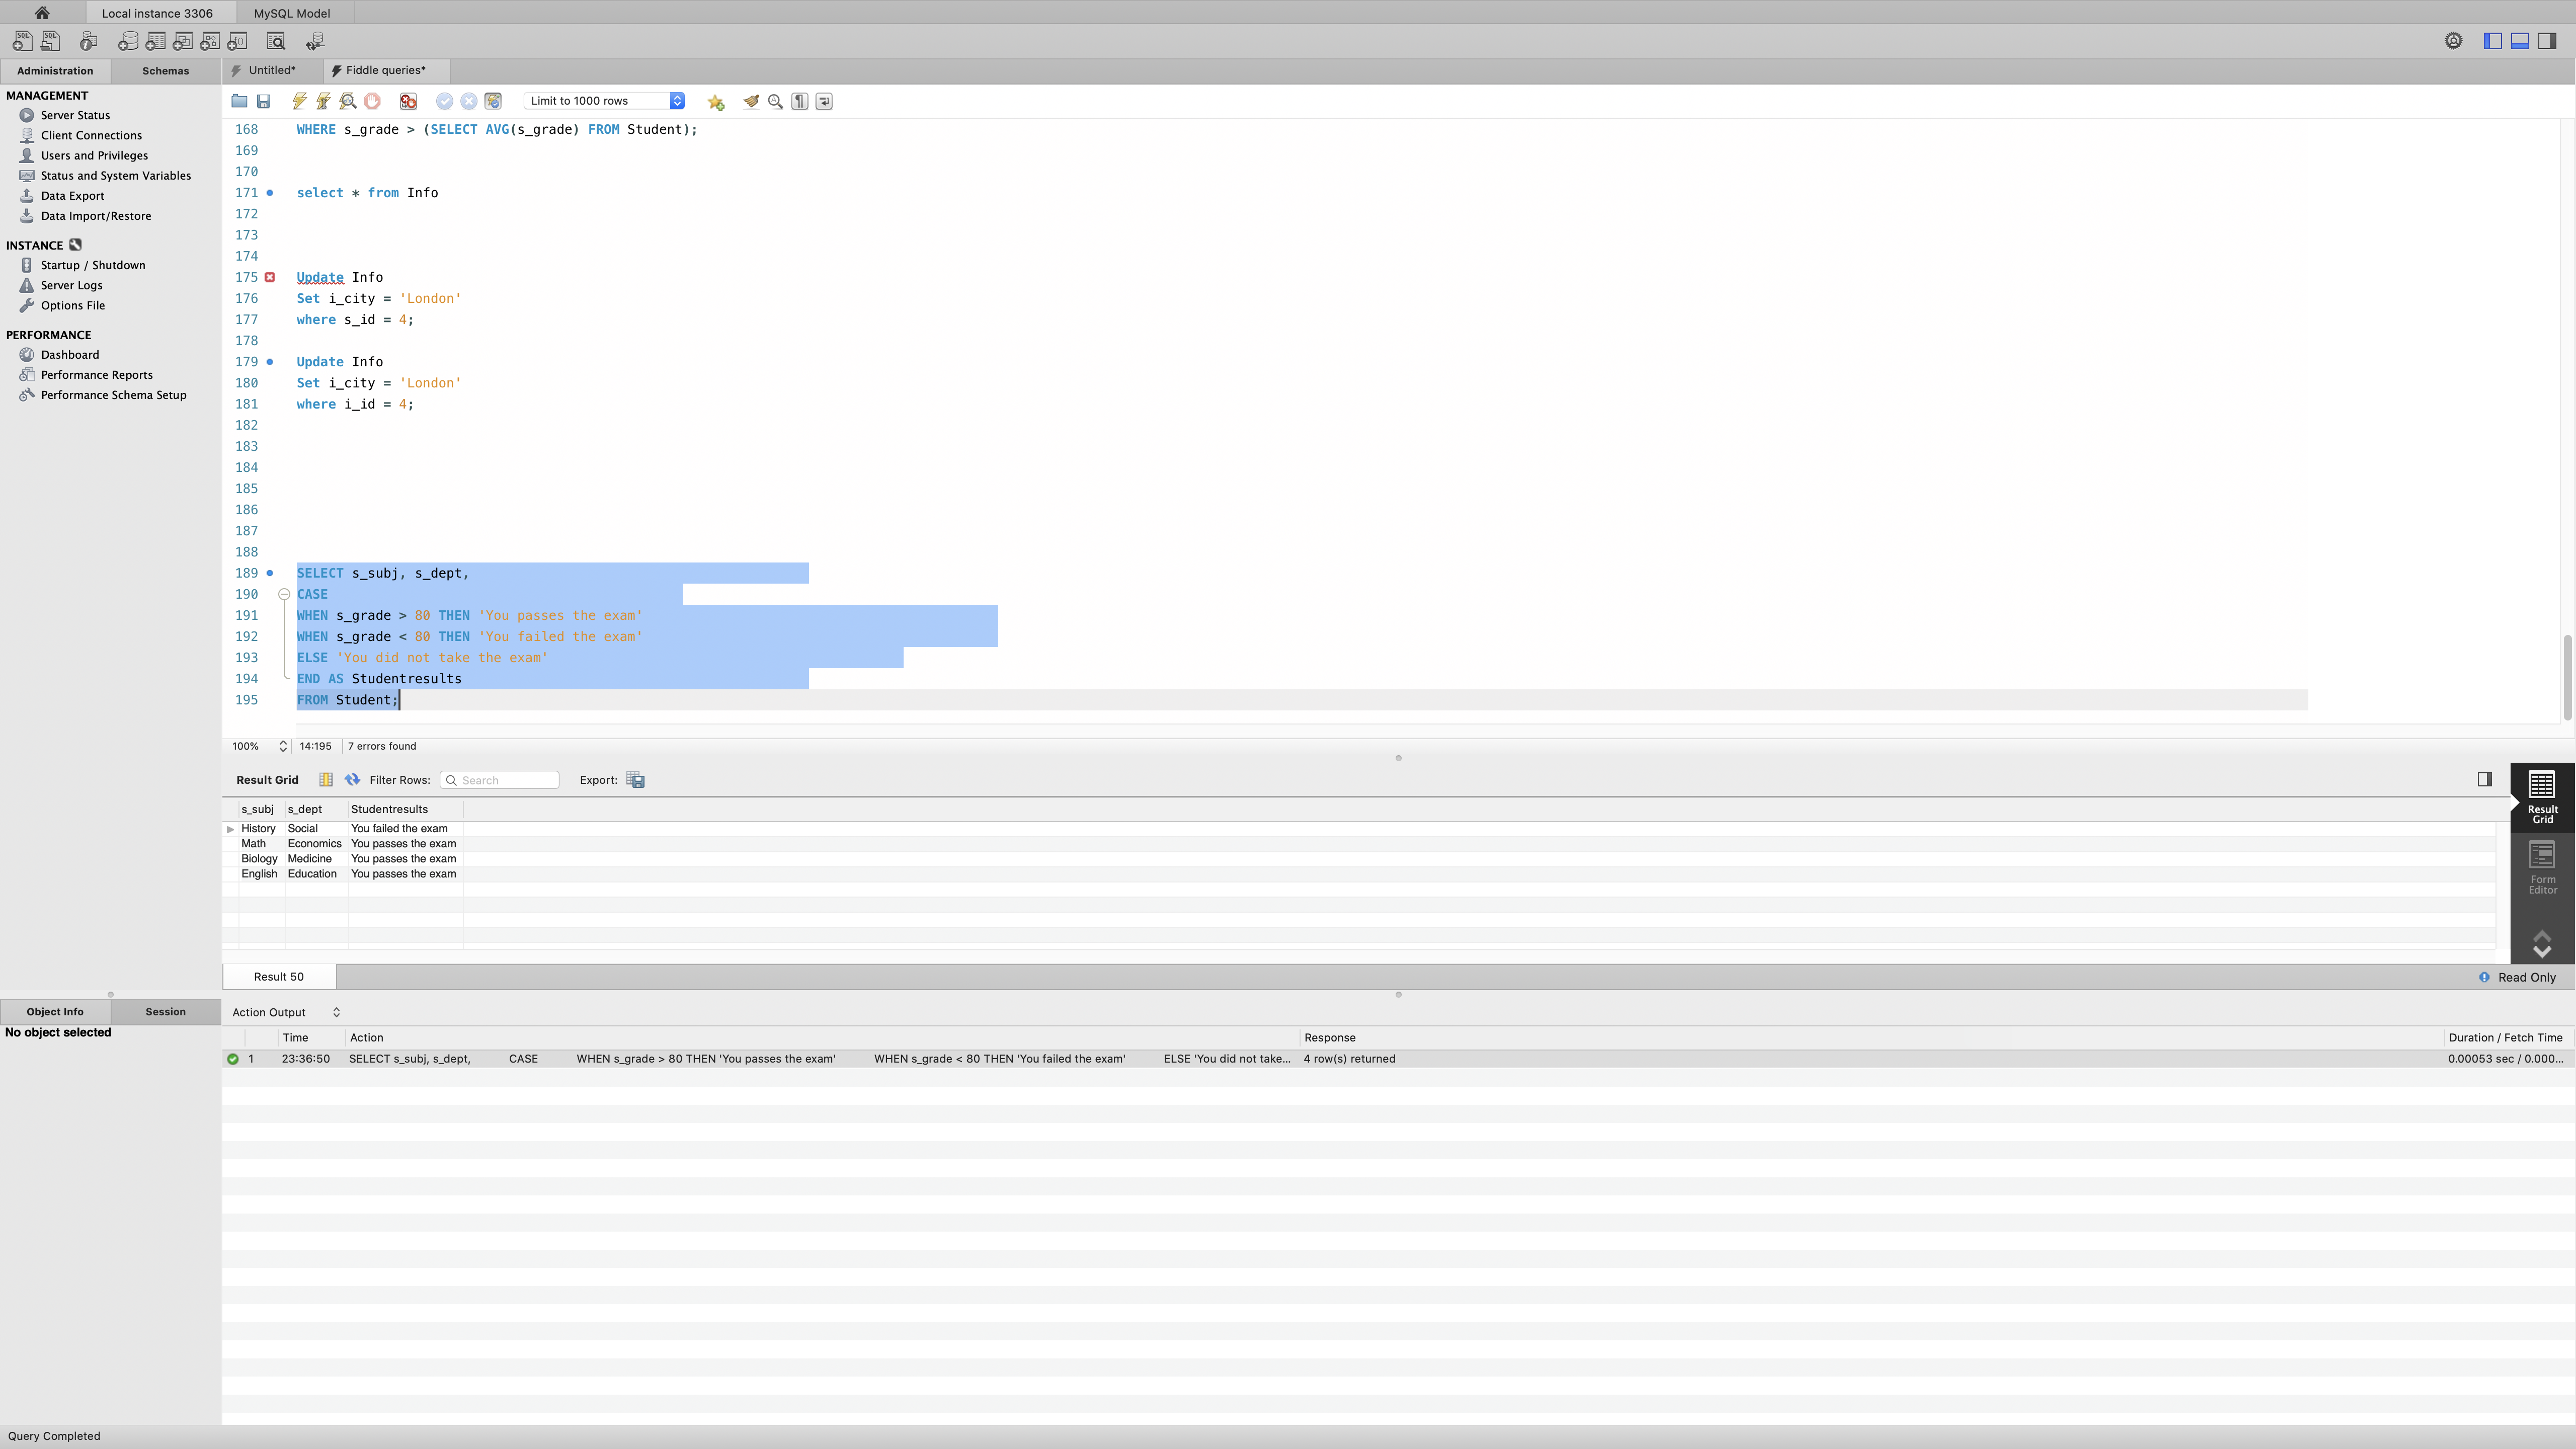 Local instance 3306 MySQL Model
Administration Schemas Untitled* Fiddle queries*
MANAGEMENT
Server Status
Client Connections
Users and Privileges
Status and System Variables
Data Export
Data Import/Restore
INSTANCE
Startup / Shutdown
Server Logs
Options File
PERFORMANCE
Dashboard
Performance Reports
Performance Schema Setup
Limit to 1000 rows
168 WHERE s_grade > (SELECT AVG(s_grade) FROM Student);
169
170
171 select * from Info
172
173
174
175 Update Info
176 Set i_city = 'London'
177 where s_id = 4;
178
179 Update Info
180 Set i_city = 'London'
181 where i_id = 4;
182
183
184
185
186
187
188
189 SELECT s_subj, s_dept,
190 CASE
191 WHEN s_grade > 80 THEN 'You passes the exam'
192 WHEN s_grade < 80 THEN 'You failed the exam'
193 ELSE 'You did not take the exam'
194 END AS Studentresults
195 FROM Student;
100% 14:195 7 errors found
Result Grid Filter Rows: Search Export:
s_subj s_dept Studentresults
History Social You failed the exam
Math Economics You passes the exam
Biology Medicine You passes the exam
English Education You passes the exam
Result
Grid
Form
Editor
Result 50 Read Only
Object Info Session
No object selected
Action Output
Time Action Response Duration / Fetch Time
1 23:36:50 SELECT s_subj, s_dept, CASE WHEN s_grade > 80 THEN 'You passes the exam' WHEN s_grade < 80 THEN 'You failed the exam' ELSE 'You did not take... 4 row(s) returned 0.00053 sec / 0.000...
Query Completed